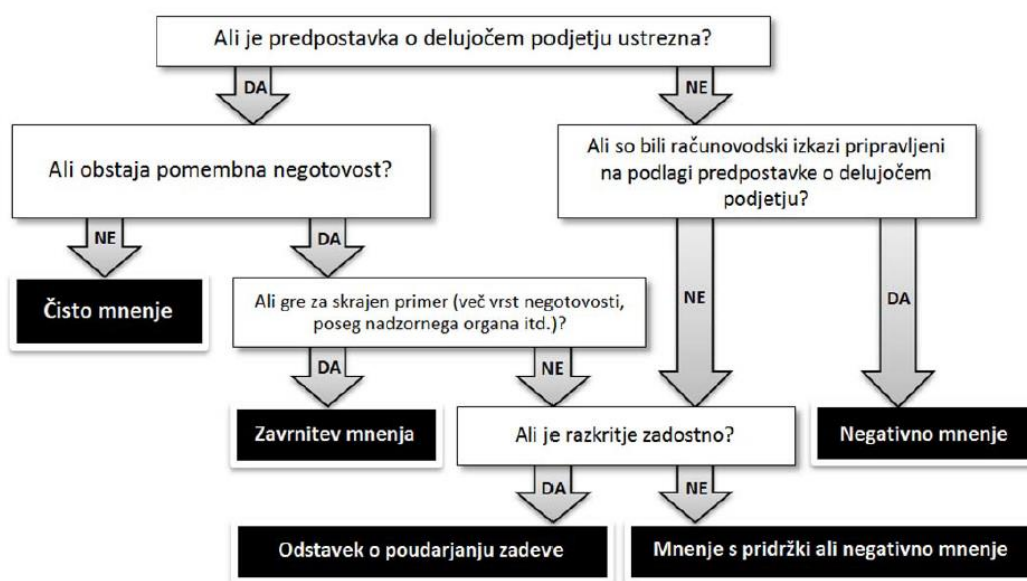 Ali je predpostavka o delujočem podjetju ustrezna?
DA
NE
Ali obstaja pomembna negotovost?
Ali so bili računovodski izkazi pripravljeni
na podlagi predpostavke o delujočem
podjetju?
NE
DA
Čisto mnenje
Ali gre za skrajen primer (več vrst negotovosti,
poseg nadzornega organa itd.)?
NE
DA
DA
NE
Zavrnitev mnenja
Ali je razkritje zadostno?
Negativno mnenje
DA
NE
Odstavek o poudarjanju zadeve
Mnenje s pridržki ali negativno mnenje